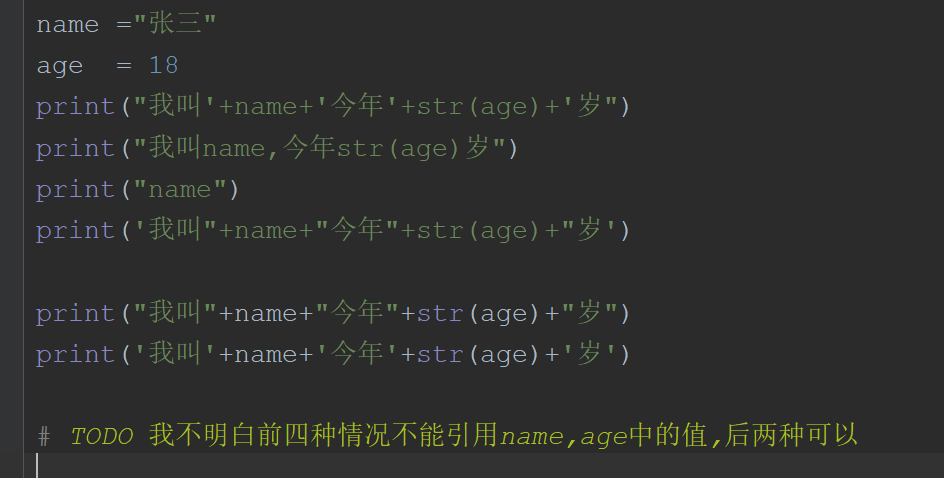 name ="张三"
age  = 18
print("我叫'+name+'今年'+str(age)+'岁")
print("我叫name,今年str(age)岁")
print("name")
print('我叫"+name+"今年"+str(age)+"岁')
print("我叫"+name+"今年"+str(age)+"岁")
print('我叫'+name+'今年'+str(age)+'岁')
# TODO 我不明白前四种情况不能引用name,age中的值,后两种可以